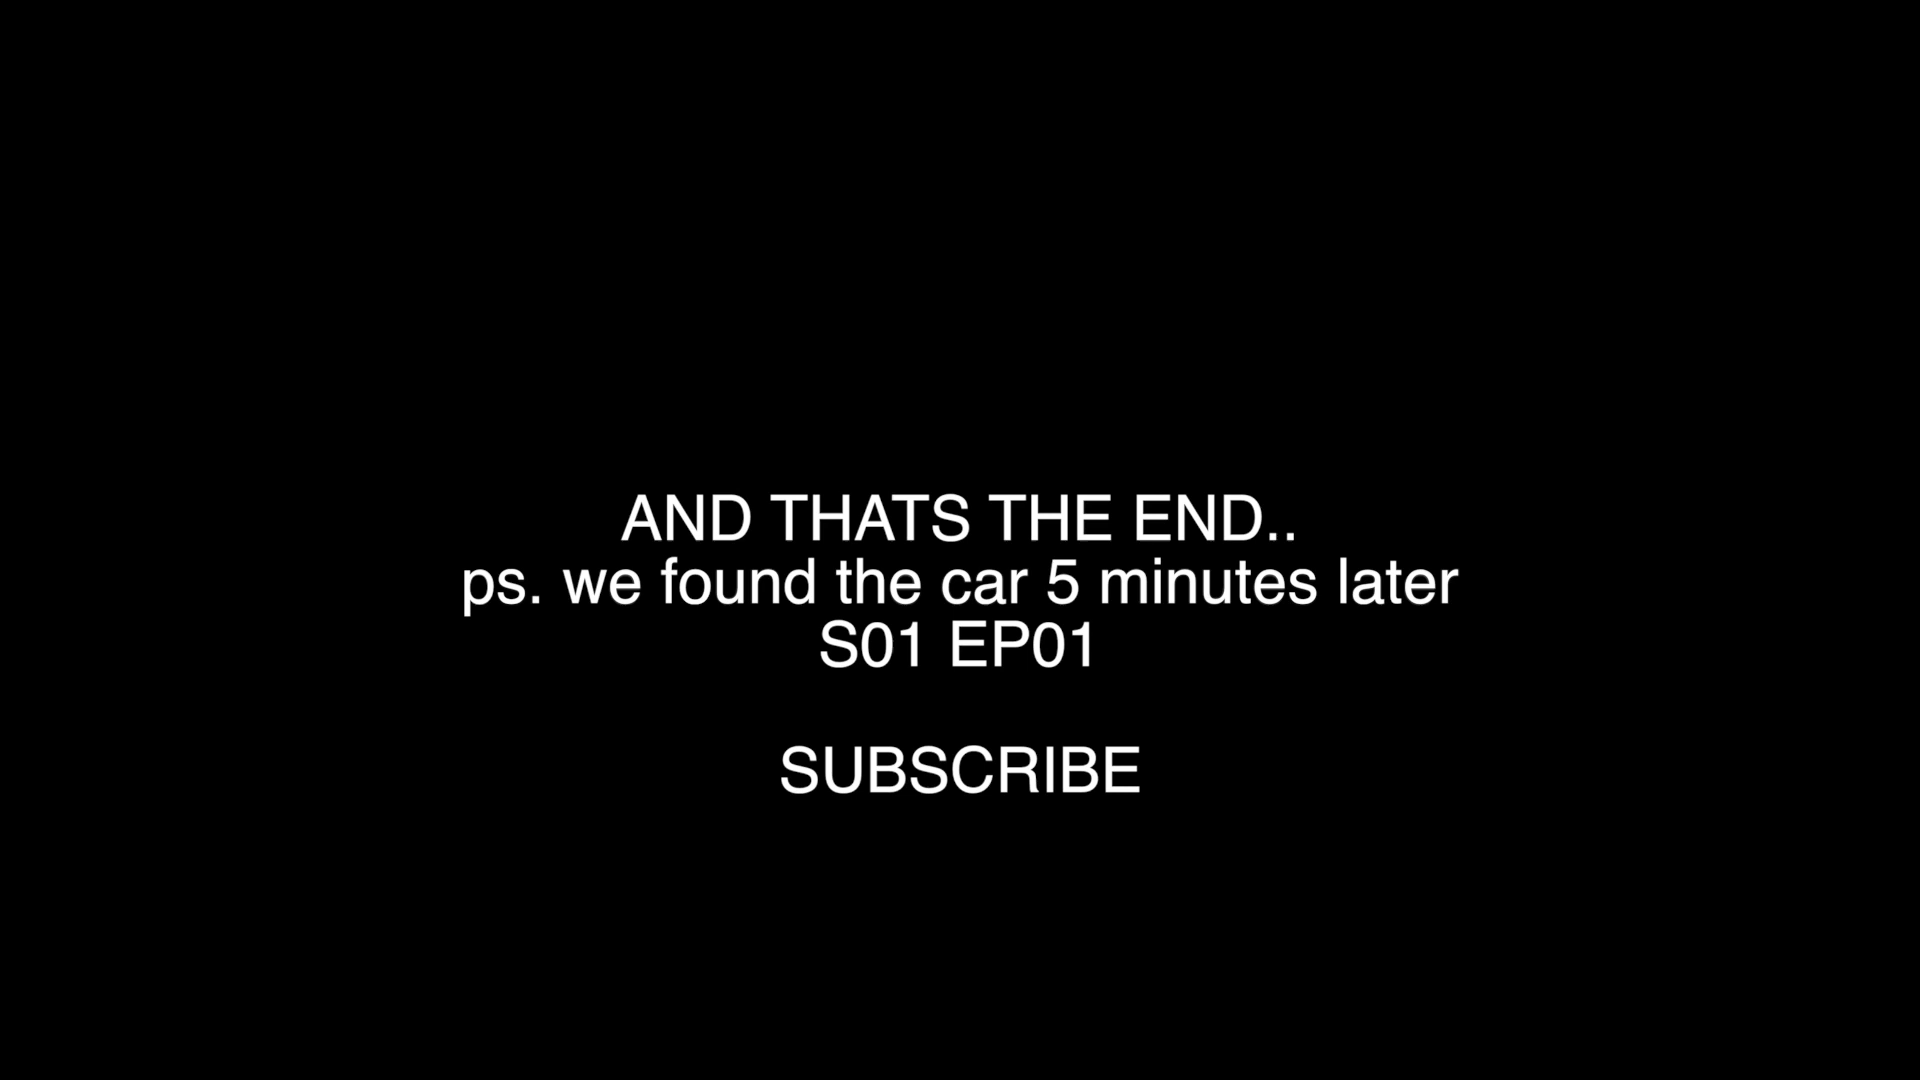 AND THATS THE END..
ps. we found the car 5 minutes later
S01 EP01
SUBSCRIBE